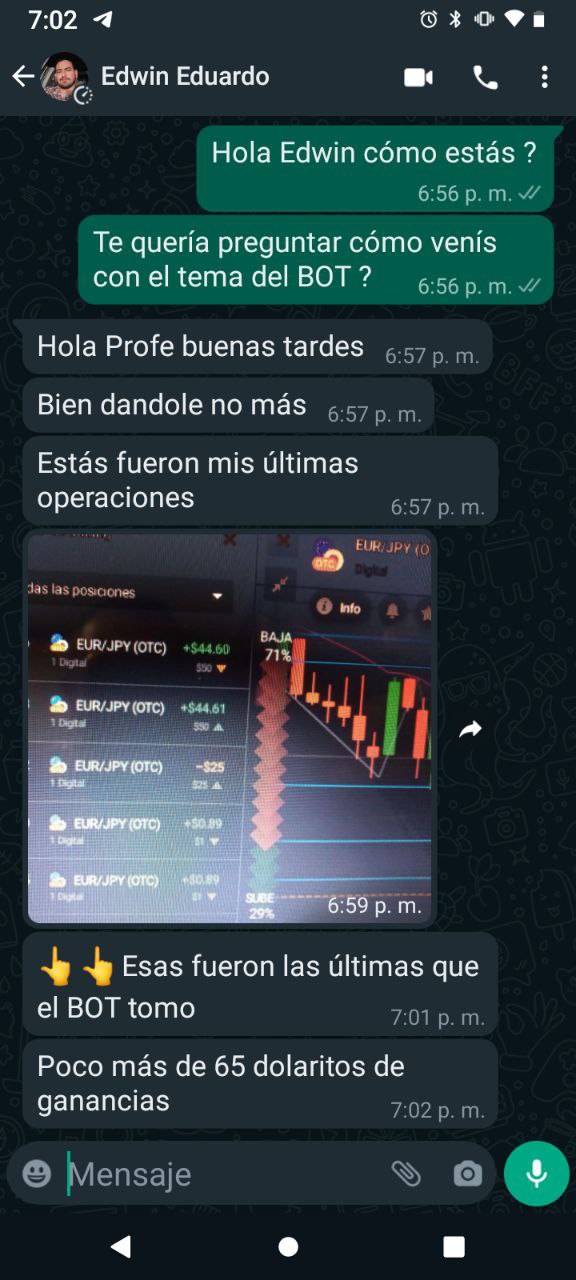 7:02
Edwin Eduardo
Hola Edwin cómo estás ?
6:56 p. m.
Te quería preguntar cómo venís
con el tema del BOT ?
6:56 p. m.
Hola Profe buenas tardes
6:57 p. m.
Bien dandole no más
6:57 p. m.
Estás fueron mis últimas
operaciones
6:57 p. m.
das las posiciones
EUR/JPY (OTC) +$44.60
1 Digital $50
EUR/JPY (OTC) +$44.61
1 Digital $50
EUR/JPY (OTC) -$25
1 Digital $25
EUR/JPY (OTC) +$0.89
1 Digital $1
EUR/JPY (OTC) +$0.89
1 Digital $1
BAJA
71%
EUR/JPY (O
OTC
Digital
Info
SUBE
29%
6:59 p. m.
Esas fueron las últimas que
el BOT tomo
7:01 p. m.
Poco más de 65 dolaritos de
ganancias
7:02 p. m.
Mensaje